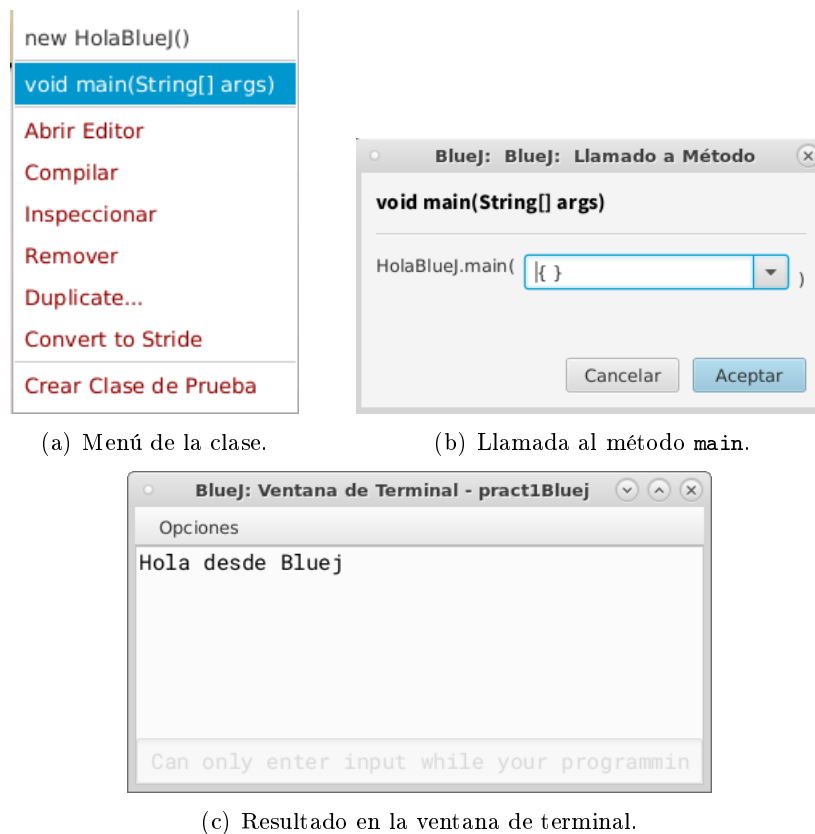 new HolaBlueJ()
void main(String[] args)
Abrir Editor
Compilar
Inspeccionar
Remover
Duplicate...
Convert to Stride
Crear Clase de Prueba
(a) Menú de la clase.
BlueJ: BlueJ: Llamado a Método
void main(String[] args)
HolaBlueJ.main( { } )
Cancelar Aceptar
(b) Llamada al método main.
BlueJ: Ventana de Terminal - pract1Bluej
Opciones
Hola desde Bluej
Can only enter input while your programmin
(c) Resultado en la ventana de terminal.